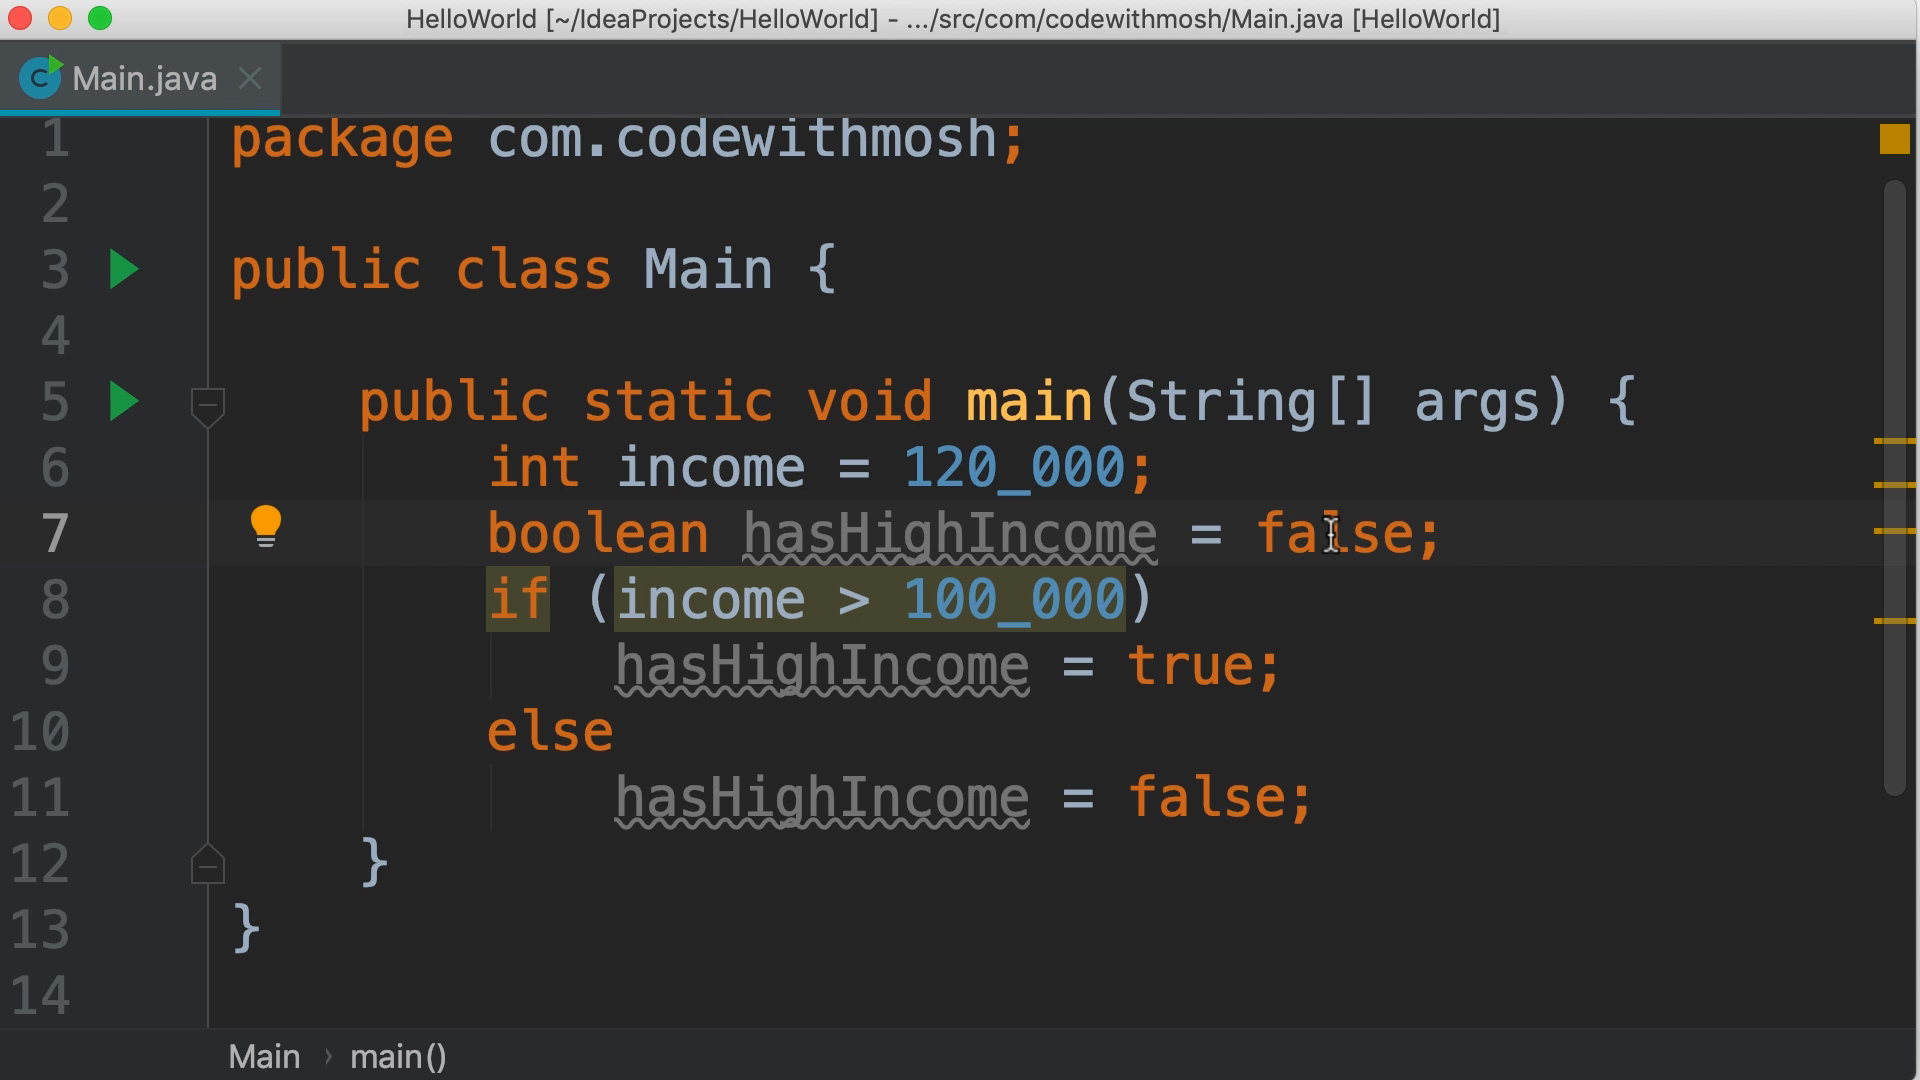 HelloWorld [~/IdeaProjects/HelloWorld] - .../src/com/codewithmosh/Main.java [HelloWorld]
C Main.java
1 package com.codewithmosh;
2
3 public class Main {
4
5     public static void main(String[] args) {
6         int income = 120_000;
7         boolean hasHighIncome = false;
8         if (income > 100_000)
9             hasHighIncome = true;
10         else
11             hasHighIncome = false;
12     }
13 }
14
Main › main()